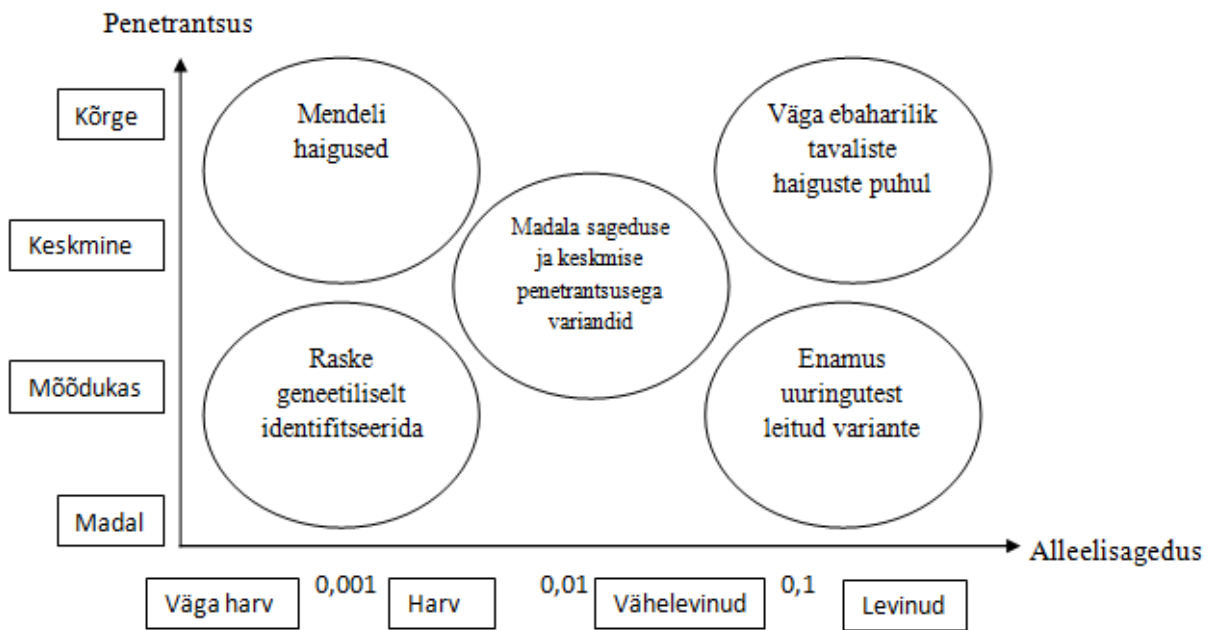 Penetrantsus
Kõrge
Keskmine
Mõõdukas
Madal
Mendeli
haigused
Väga ebaharilik
tavaliste
haiguste puhul
Madala sageduse
ja keskmise
penetrantsusega
variandid
Raske
geneetiliselt
identifitseerida
Enamus
uuringutest
leitud variante
Alleelisagedus
Väga harv
0,001
Harv
0,01
Vähelevinud
0,1
Levinud